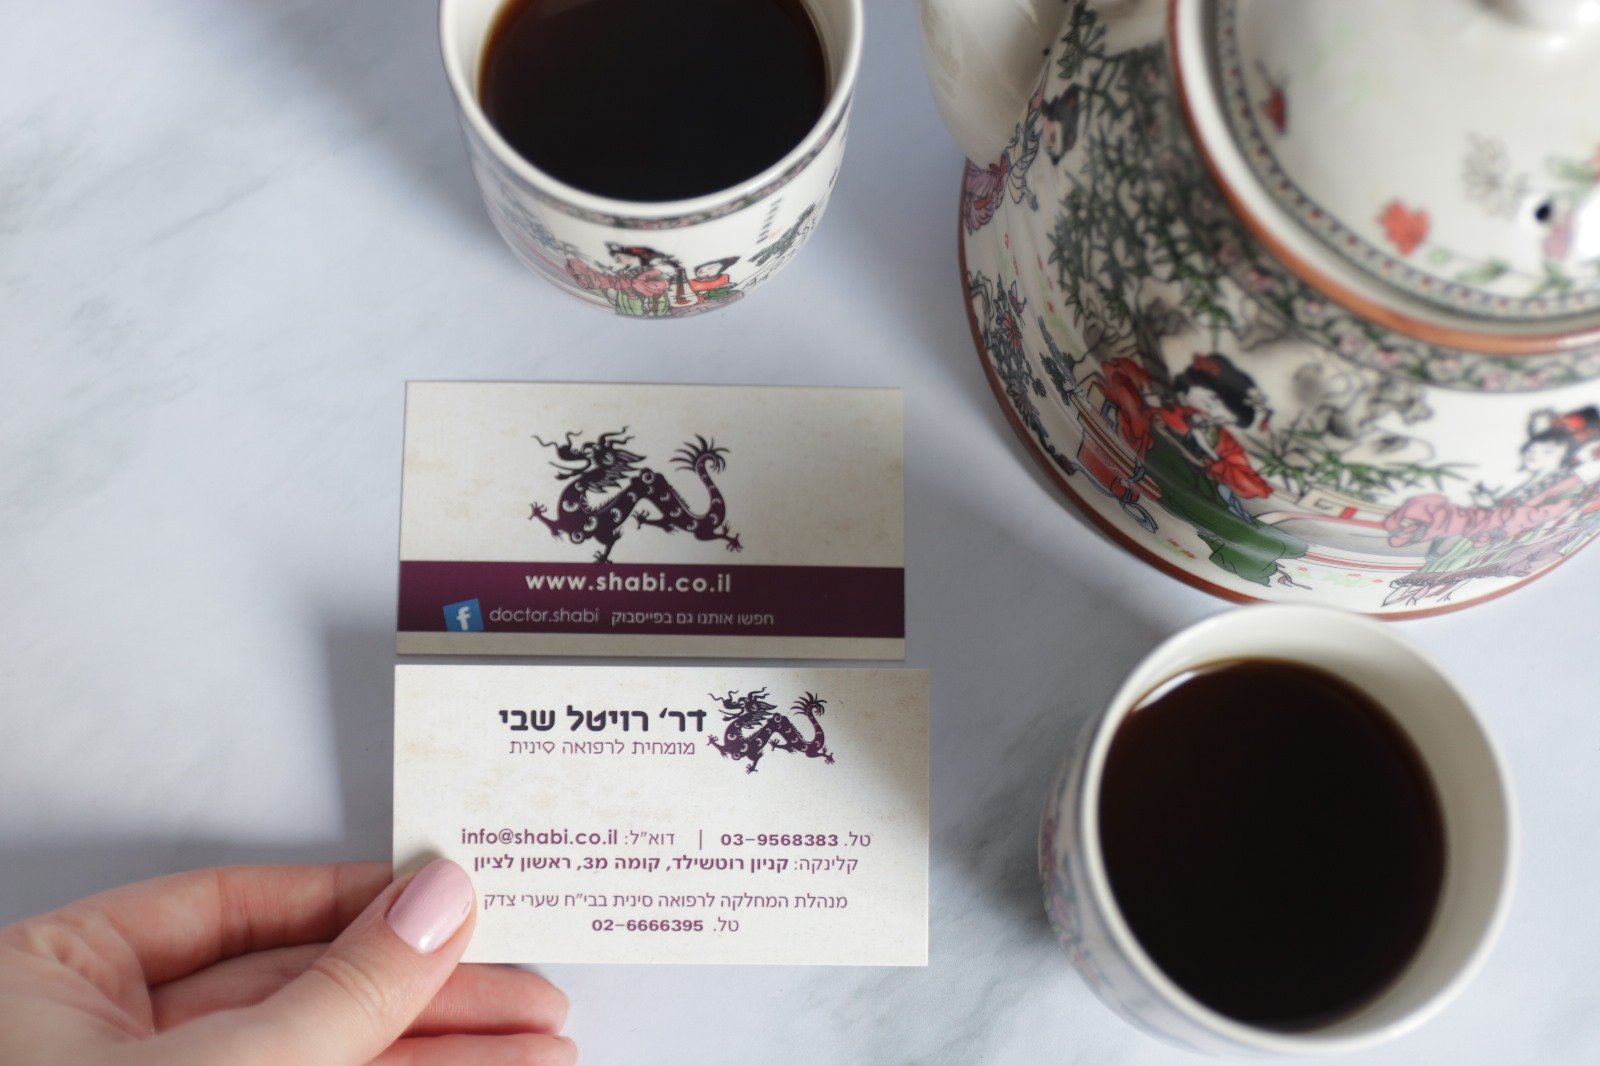 www.shabi.co.il
f doctor.shabi חפשו אותנו גם בפייסבוק
דר׳ רויטל שבי
מומחית לרפואה סינית
טל. 03-9568383 | דוא״ל: info@shabi.co.il
קלינקה: קניון רוטשילד, קומה מ3, ראשון לציון
מנהלת המחלקה לרפואה סינית בבי״ח שערי צדק
טל. 02-6666395